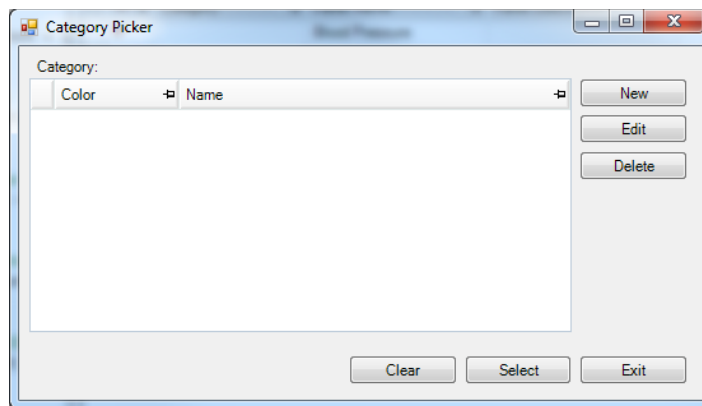 Category Picker
Category:
Color Name
New
Edit
Delete
Clear Select Exit